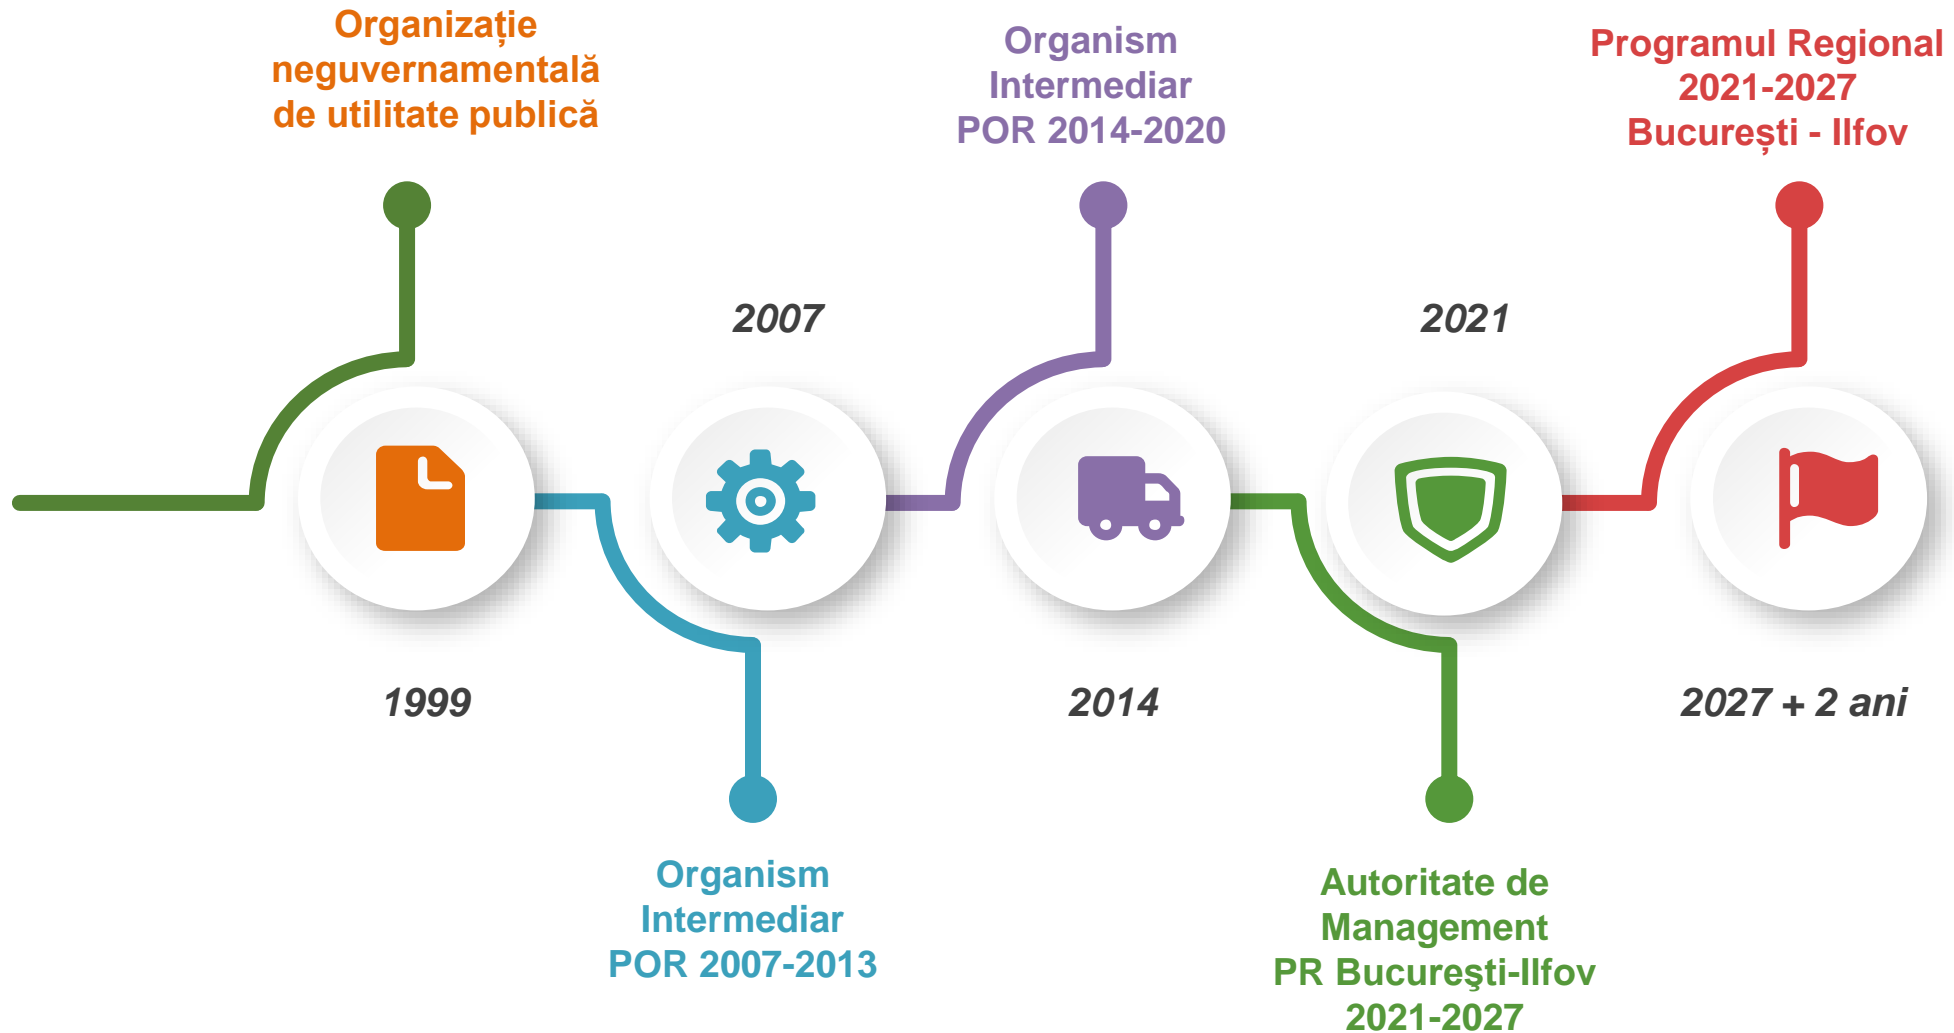 Organizație
neguvernamentală
de utilitate publică
1999
2007
Organism
Intermediar
POR 2007-2013
Organism
Intermediar
POR 2014-2020
2014
2021
Autoritate de
Management
PR Bucureşti-Ilfov
2021-2027
Programul Regional
2021-2027
București - Ilfov
2027 + 2 ani